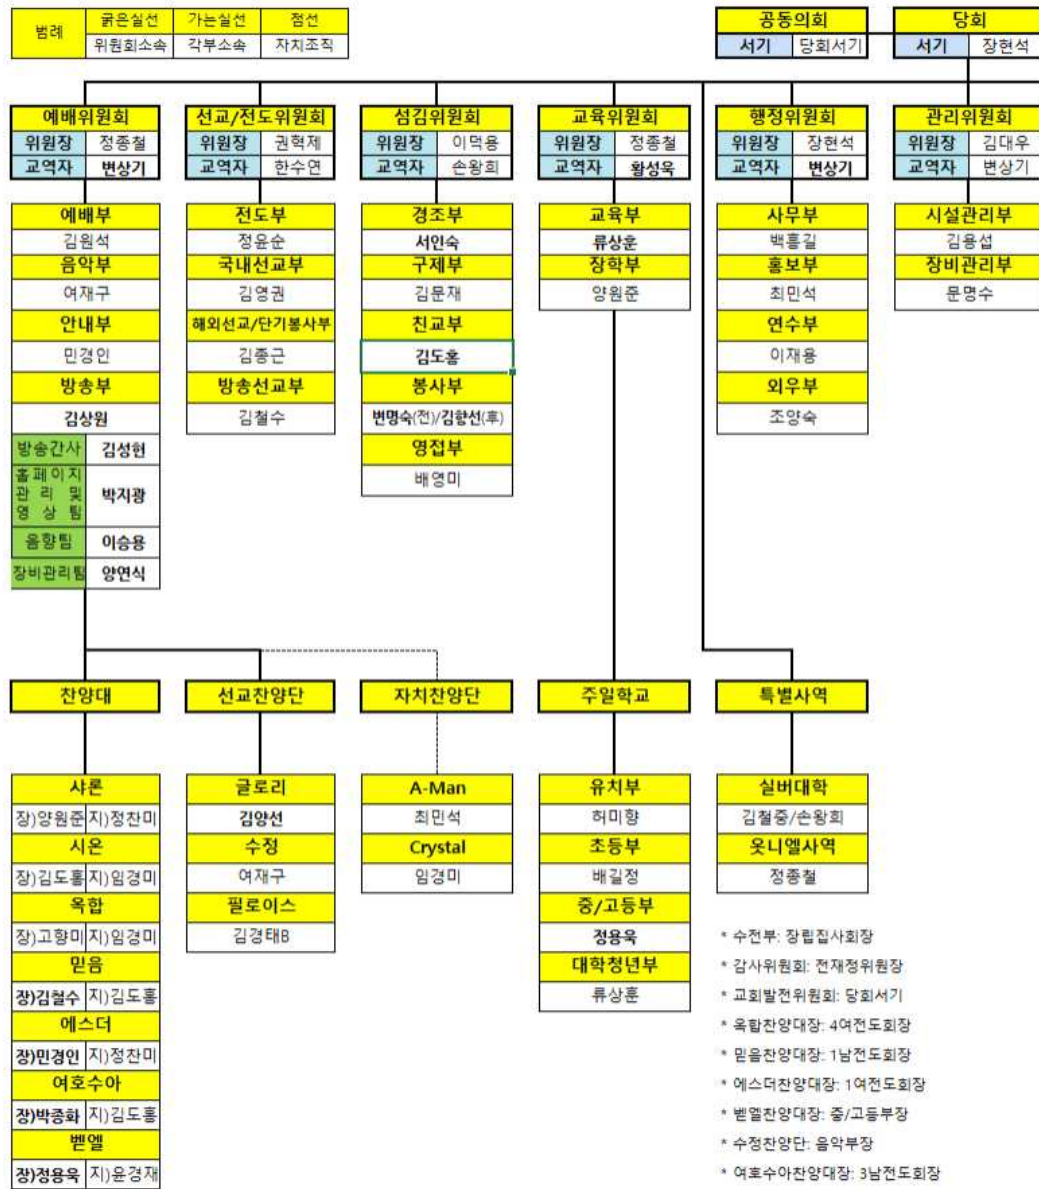 범례 굵은실선 가는실선 점선
위원회소속 각부소속 자치조직
공동의회
서기 당회서기
당회
서기 장현석
예배위원회
위원장 정종철
교역자 변상기
예배부
김원석
음악부
여재구
안내부
민경인
방송부
김상원
방송간사 김성현
홈페이지
관리 및
영상팀
박지광
음향팀 이승용
장비관리팀 양연식
선교/전도위원회
위원장 권혁제
교역자 한수연
전도부
정윤순
국내선교부
김영권
해외선교/단기봉사부
김종근
방송선교부
김철수
섬김위원회
위원장 이덕용
교역자 손왕희
경조부
서인숙
구제부
김문재
친교부
김도홍
봉사부
변명숙(전)/김향선(후)
영접부
배영미
교육위원회
위원장 정종철
교역자 황성욱
교육부
류상훈
장학부
양원준
행정위원회
위원장 장현석
교역자 변상기
사무부
백흥길
홍보부
최민석
연수부
이재용
외우부
조양숙
관리위원회
위원장 김대우
교역자 변상기
시설관리부
김용섭
장비관리부
문명수
찬양대
샤론
장)양원준 지)정찬미
시온
장)김도홍 지)임경미
옥합
장)고향미 지)임경미
믿음
장)김철수 지)김도홍
에스더
장)민경인 지)정찬미
여호수아
장)박종화 지)김도홍
벧엘
장)정용욱 지)윤경재
선교찬양단
글로리
김양선
수정
여재구
필로이스
김경태B
자치찬양단
A-Man
최민석
Crystal
임경미
주일학교
유치부
허미향
초등부
배길정
중/고등부
정용욱
대학청년부
류상훈
특별사역
실버대학
김철중/손왕희
옷니엘사역
정종철
* 수전부: 장립집사회장
* 감사위원회: 전재정위원장
* 교회발전위원회: 당회서기
* 옥합찬양대장: 4여전도회장
* 믿음찬양대장: 1남전도회장
* 에스더찬양대장: 1여전도회장
* 벧엘찬양대장: 중/고등부장
* 수정찬양단: 음악부장
* 여호수아찬양대장: 3남전도회장